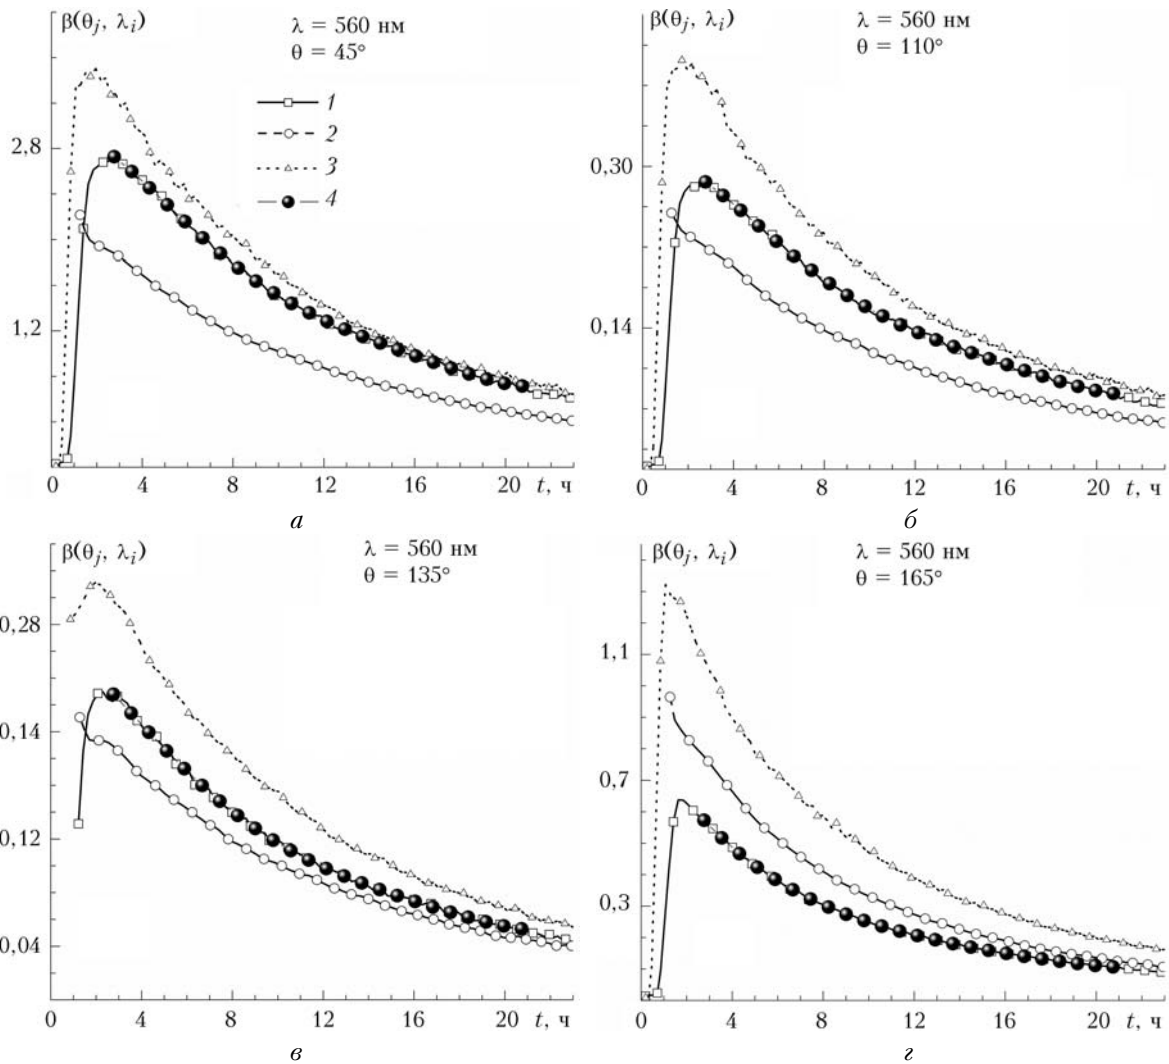 β(θj, λi)
λ = 560 нм
θ = 45°
1
2
3
4
2,8
1,2
0 4 8 12 16 20 t, ч
а
β(θj, λi)
λ = 560 нм
θ = 110°
0,30
0,14
0 4 8 12 16 20 t, ч
б
β(θj, λi)
λ = 560 нм
θ = 135°
0,28
0,14
0,12
0,04
0 4 8 12 16 20 t, ч
в
β(θj, λi)
λ = 560 нм
θ = 165°
1,1
0,7
0,3
0 4 8 12 16 20 t, ч
г